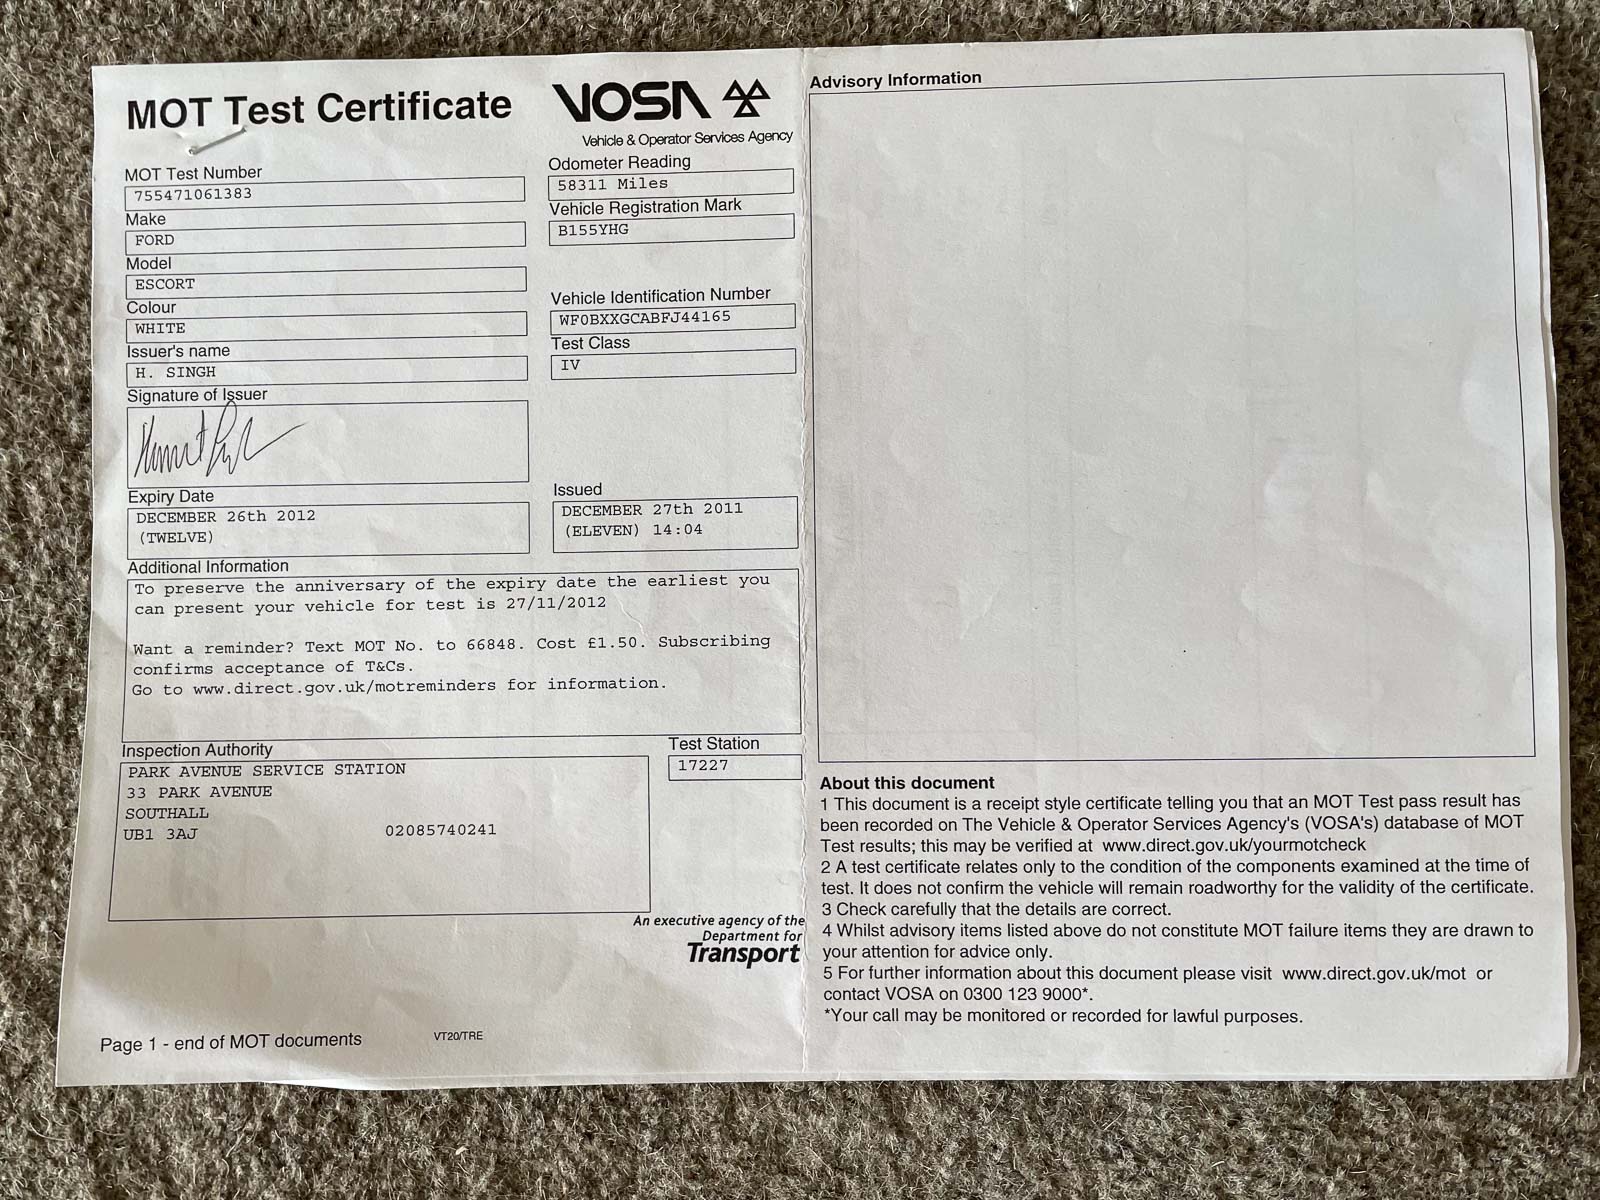 MOT Test Certificate
VOSA
Vehicle & Operator Services Agency
MOT Test Number
755471061383
Make
FORD
Model
ESCORT
Colour
WHITE
Issuer's name
H. SINGH
Signature of Issuer
Odometer Reading
58311 Miles
Vehicle Registration Mark
B155YHG
Vehicle Identification Number
WF0BXXGCABFJ44165
Test Class
IV
Expiry Date
DECEMBER 26th 2012
(TWELVE)
Issued
DECEMBER 27th 2011
(ELEVEN) 14:04
Additional Information
To preserve the anniversary of the expiry date the earliest you
can present your vehicle for test is 27/11/2012
Want a reminder? Text MOT No. to 66848. Cost £1.50. Subscribing
confirms acceptance of T&Cs.
Go to www.direct.gov.uk/motreminders for information.
Inspection Authority
PARK AVENUE SERVICE STATION
33 PARK AVENUE
SOUTHALL
UB1 3AJ 02085740241
Test Station
17227
An executive agency of the
Department for
Transport
Page 1 - end of MOT documents
VT20/TRE
Advisory Information
About this document
1 This document is a receipt style certificate telling you that an MOT Test pass result has
been recorded on The Vehicle & Operator Services Agency's (VOSA's) database of MOT
Test results; this may be verified at www.direct.gov.uk/yourmotcheck
2 A test certificate relates only to the condition of the components examined at the time of
test. It does not confirm the vehicle will remain roadworthy for the validity of the certificate.
3 Check carefully that the details are correct.
4 Whilst advisory items listed above do not constitute MOT failure items they are drawn to
your attention for advice only.
5 For further information about this document please visit www.direct.gov.uk/mot or
contact VOSA on 0300 123 9000*.
*Your call may be monitored or recorded for lawful purposes.